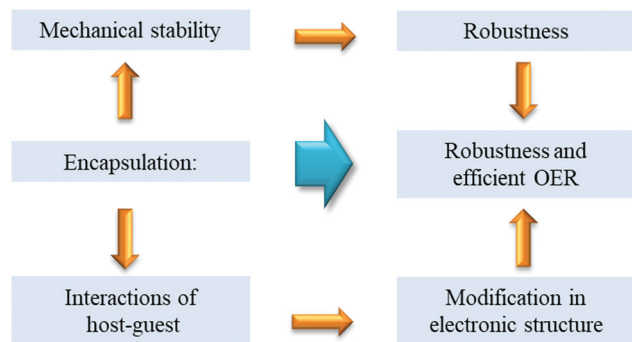 Mechanical stability
Robustness
Encapsulation:
Robustness and
efficient OER
Interactions of
host-guest
Modification in
electronic structure